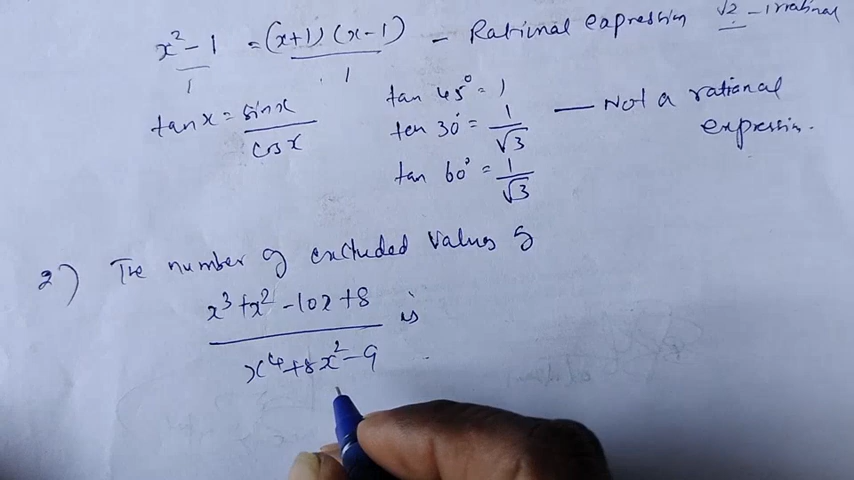 x² - 1 = (x+1) (x-1) - Rational expression √2 - irrational
1 1
tan x = sin x / cos x
tan 45° = 1
ten 30° = 1/√3 — Not a rational expression.
tan 60° = 1/√3
2) The number of excluded values of
x³ + x² - 10x + 8 is
x⁴ + 8x² - 9